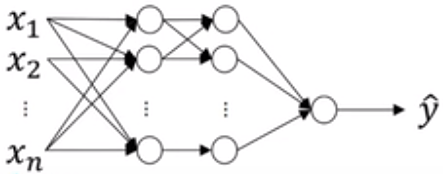 x₁
x₂
⋮ ⋮ ⋮
xₙ
ŷ